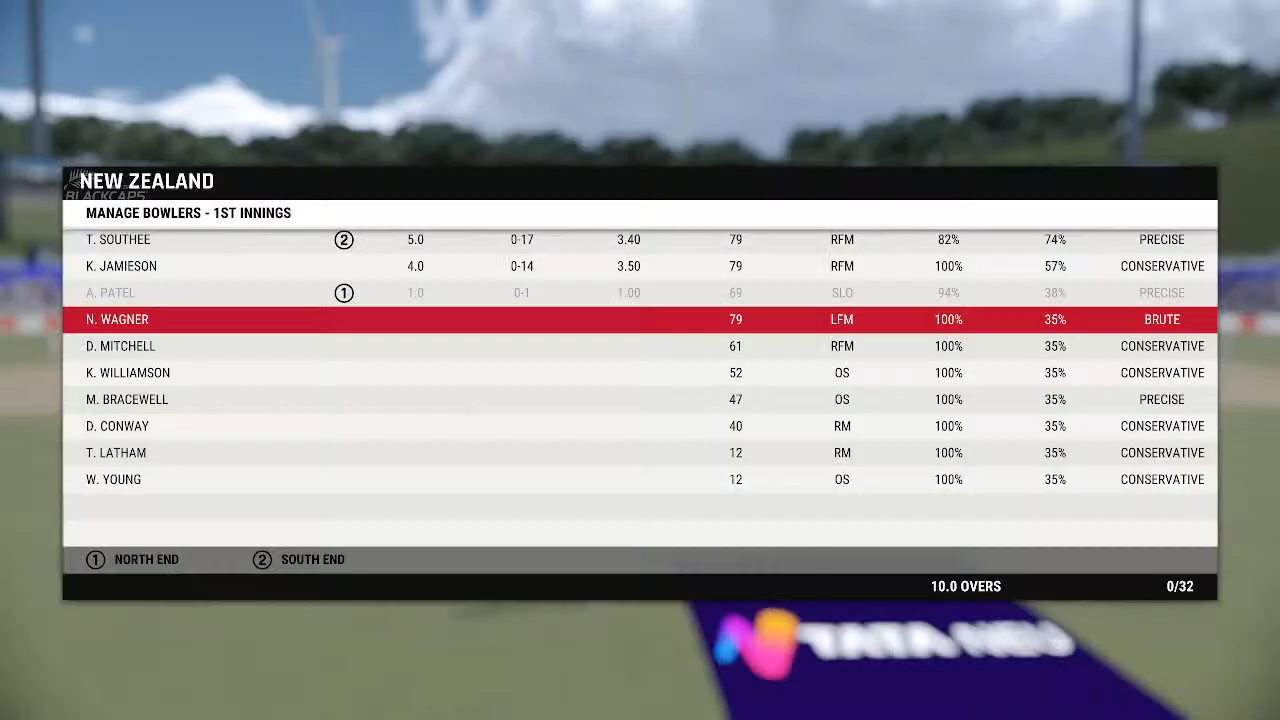 NEW ZEALAND
BLACKCAPS
MANAGE BOWLERS - 1ST INNINGS
T. SOUTHEE 2 5.0 0-17 3.40 79 RFM 82% 74% PRECISE
K. JAMIESON 4.0 0-14 3.50 79 RFM 100% 57% CONSERVATIVE
A. PATEL 1 1.0 0-1 1.00 69 SLO 94% 38% PRECISE
N. WAGNER 79 LFM 100% 35% BRUTE
D. MITCHELL 61 RFM 100% 35% CONSERVATIVE
K. WILLIAMSON 52 OS 100% 35% CONSERVATIVE
M. BRACEWELL 47 OS 100% 35% PRECISE
D. CONWAY 40 RM 100% 35% CONSERVATIVE
T. LATHAM 12 RM 100% 35% CONSERVATIVE
W. YOUNG 12 OS 100% 35% CONSERVATIVE
1 NORTH END 2 SOUTH END
10.0 OVERS 0/32
TATA NEU